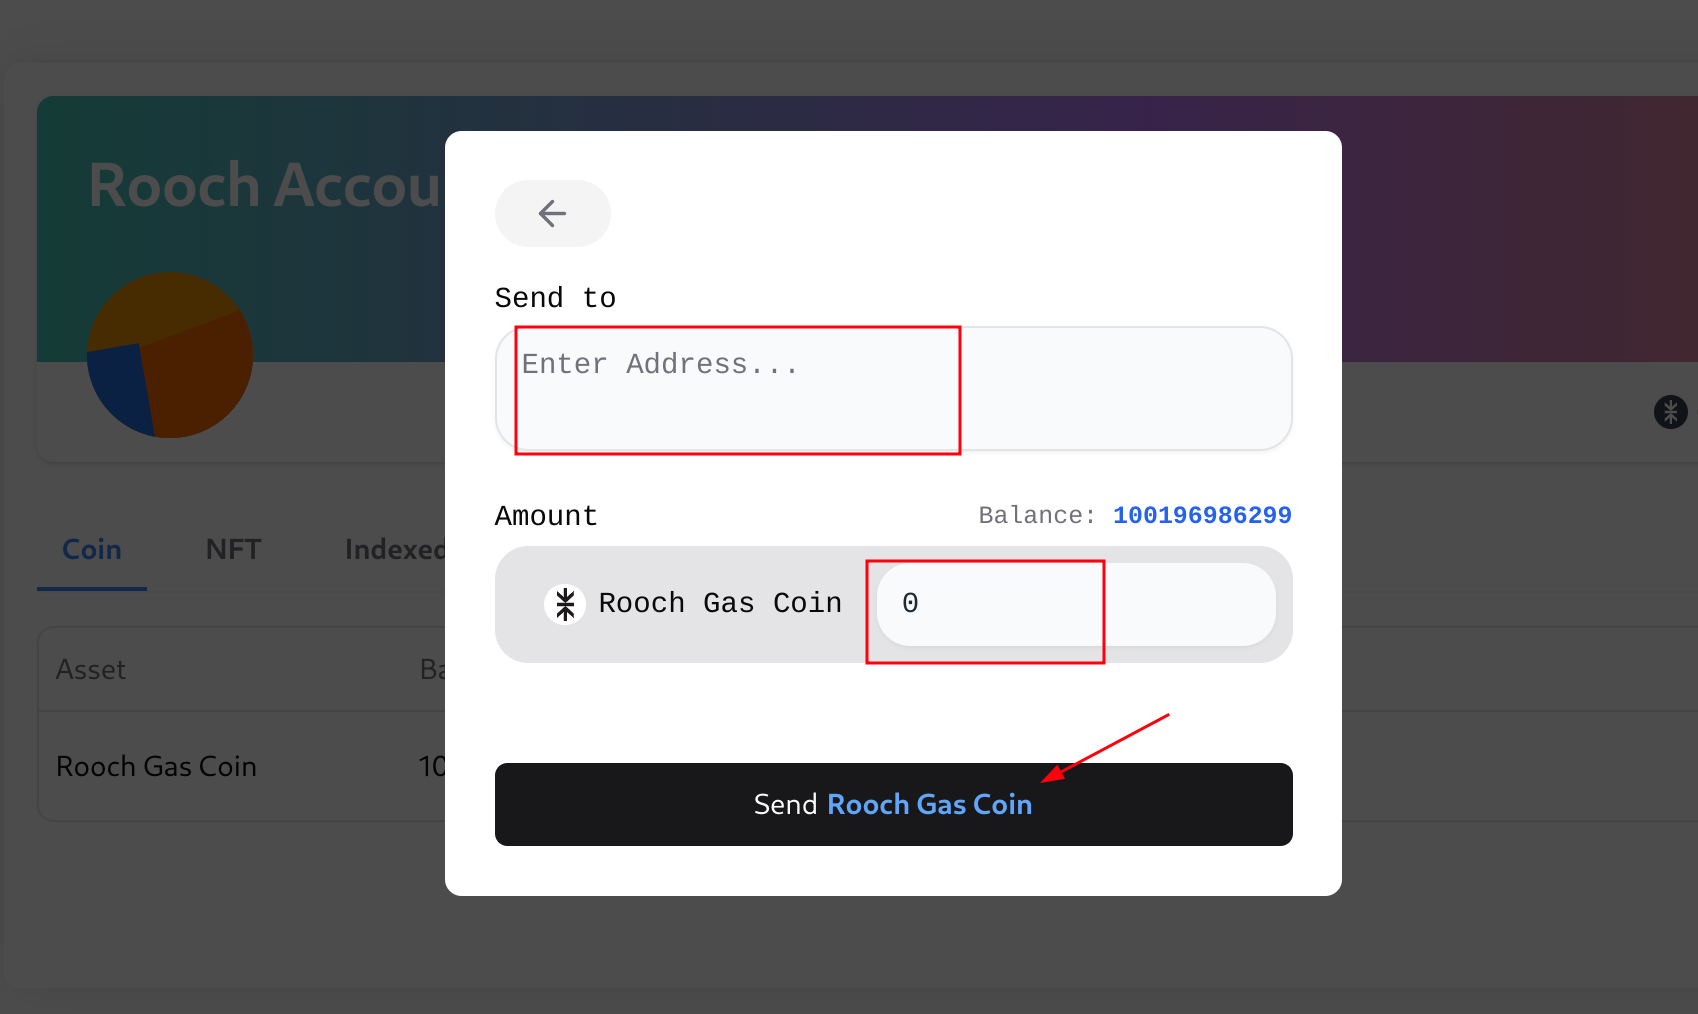 Rooch Accou
Send to
Enter Address...
Amount
Balance: 100196986299
Coin
NFT
Indexed
Rooch Gas Coin
0
Asset
Ba
Rooch Gas Coin
10
Send Rooch Gas Coin